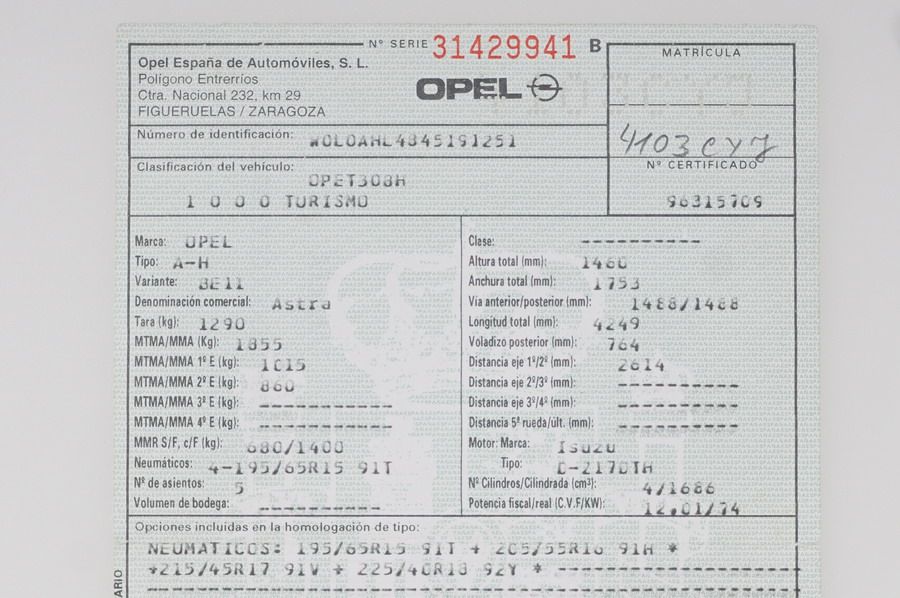 Nº SERIE 31429941 B
Opel España de Automóviles, S. L.
Polígono Entrerríos
Ctra. Nacional 232, km 29
FIGUERUELAS / ZARAGOZA
OPEL
MATRÍCULA
4103 CYJ
Número de identificación: W0L0AHL4845191251
Nº CERTIFICADO
96315709
Clasificación del vehículo:
OPET308H
1 0 0 0 TURISMO
Marca: OPEL
Tipo: A-H
Variante: BE11
Denominación comercial: Astra
Tara (kg): 1290
MTMA/MMA (Kg): 1855
MTMA/MMA 1º E (kg): 1015
MTMA/MMA 2º E (kg): 860
MTMA/MMA 3º E (kg): ------------
MTMA/MMA 4º E (kg): ------------
MMR S/F, c/F (kg): 680/1400
Neumáticos: 4-195/65R15 91T
Nº de asientos: 5
Volumen de bodega: -----------
Clase: -----------
Altura total (mm): 1460
Anchura total (mm): 1753
Vía anterior/posterior (mm): 1488/1488
Longitud total (mm): 4249
Voladizo posterior (mm): 764
Distancia eje 1º/2º (mm): 2614
Distancia eje 2º/3º (mm): -----------
Distancia eje 3º/4º (mm): -----------
Distancia 5ª rueda/últ. (mm): -----------
Motor: Marca: Isuzu
Tipo: D-2170TH
Nº Cilindros/Cilindrada (cm³): 4/1686
Potencia fiscal/real (C.V.F/KW): 12,01/74
Opciones incluidas en la homologación de tipo:
NEUMATICOS: 195/65R15 91T * 205/55R16 91H *
*215/45R17 91V * 225/40R18 92Y * ----------------------